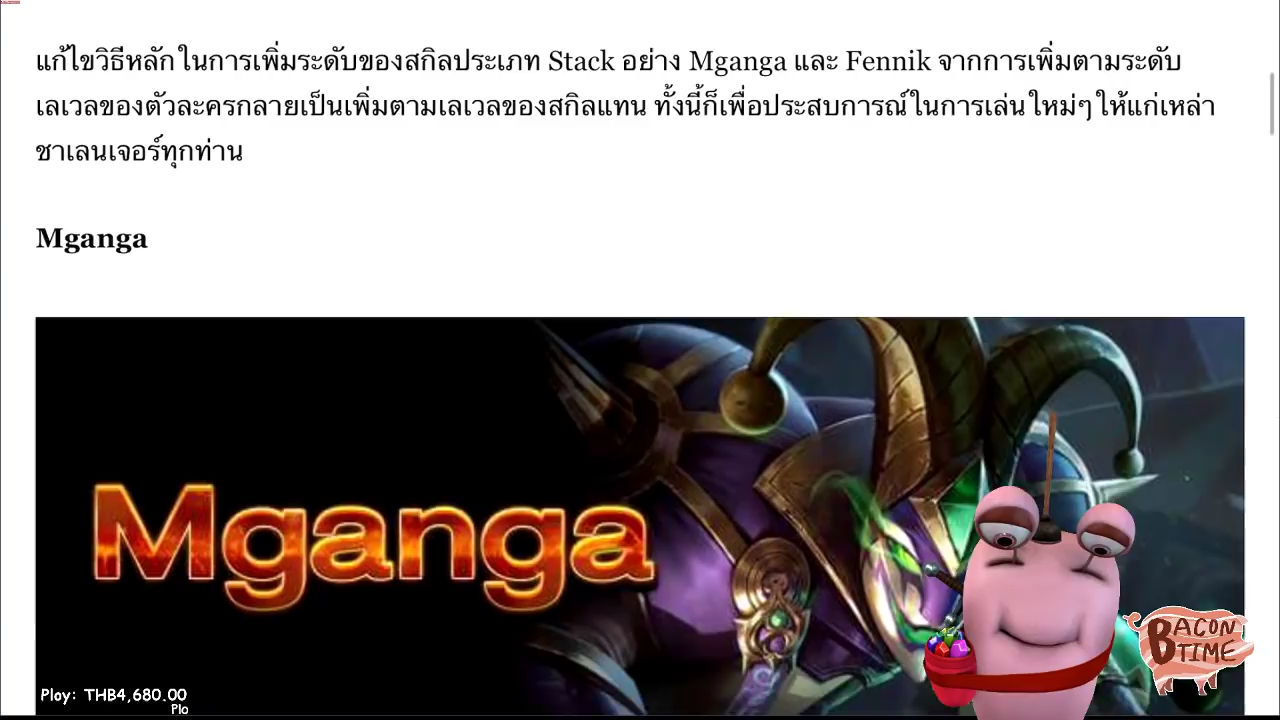 แก้ไขวิธีหลักในการเพิ่มระดับของสกิลประเภท Stack อย่าง Mganga และ Fennik จากการเพิ่มตามระดับ
เลเวลของตัวละครกลายเป็นเพิ่มตามเลเวลของสกิลแทน ทั้งนี้ก็เพื่อประสบการณ์ในการเล่นใหม่ๆ ให้แก่เหล่า
ชาเลนเจอร์ทุกท่าน
Mganga
Mganga
BACON
TIME
Ploy: THB4,680.00
Plo